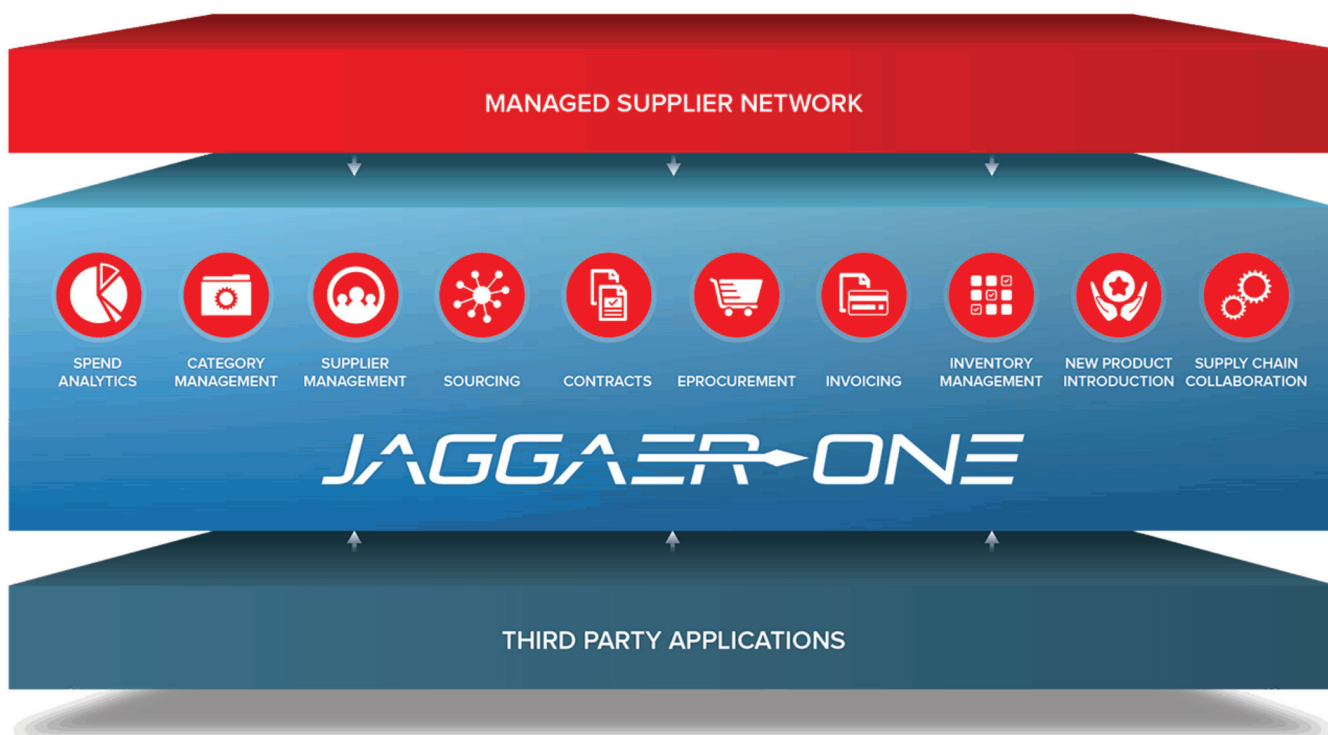 MANAGED SUPPLIER NETWORK
SPEND
ANALYTICS
CATEGORY
MANAGEMENT
SUPPLIER
MANAGEMENT
SOURCING
CONTRACTS
EPROCUREMENT
INVOICING
INVENTORY
MANAGEMENT
NEW PRODUCT
INTRODUCTION
SUPPLY CHAIN
COLLABORATION
JAGGAER ONE
THIRD PARTY APPLICATIONS